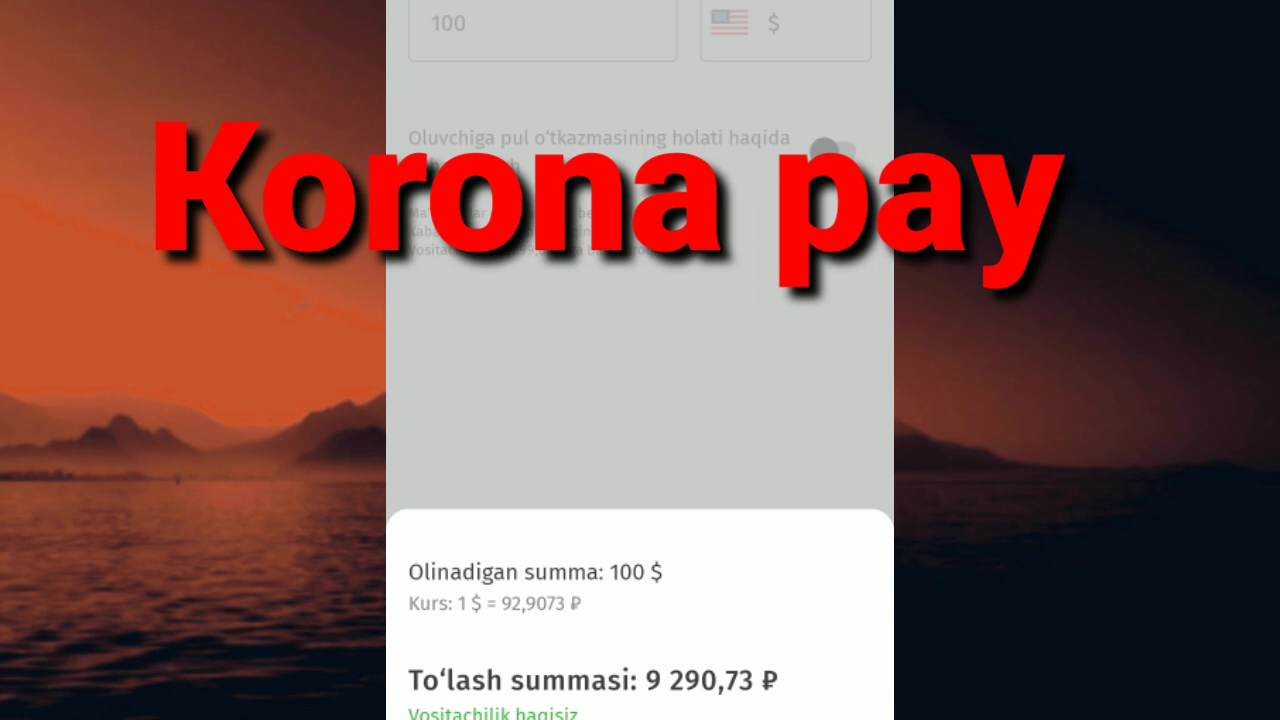 100
$
Oluvchiga pul o‘tkazmasining holati haqida
Korona pay
Olinadigan summa: 100 $
Kurs: 1 $ = 92,9073 ₽
To‘lash summasi: 9 290,73 ₽
Vositachilik haqisiz